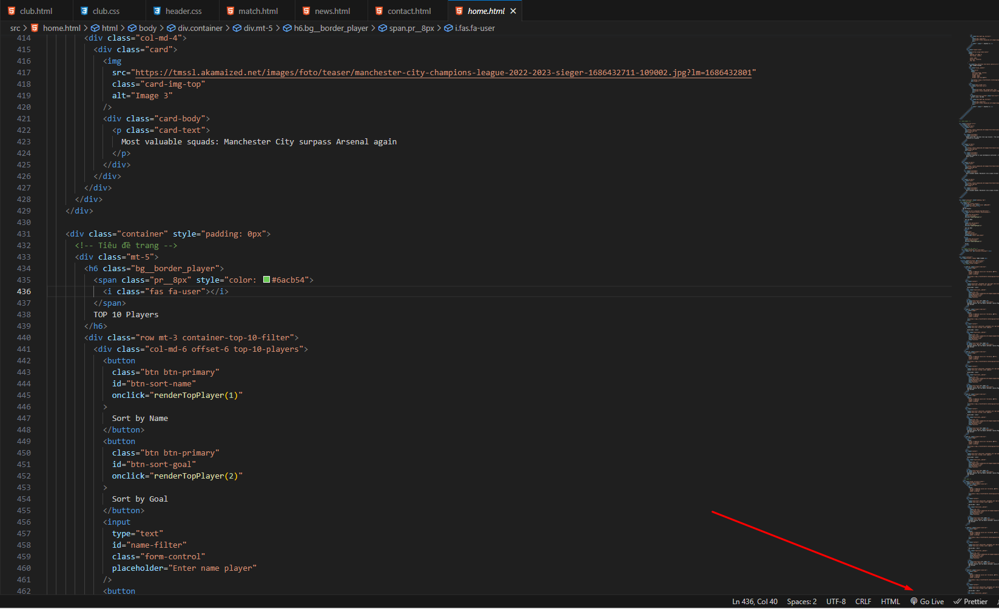 club.html club.css header.css match.html news.html contact.html home.html
src > home.html > html > body > div.container > div.mt-5 > h6.bg__border_player > span.pr__8px > i.fas.fa-user
414 <div class="col-md-4">
415 <div class="card">
416 <img
417 src="https://tmssl.akamaized.net/images/foto/teaser/manchester-city-champions-league-2022-2023-sieger-1686432711-109002.jpg?lm=1686432801"
418 class="card-img-top"
419 alt="Image 3"
420 />
421 <div class="card-body">
422 <p class="card-text">
423 Most valuable squads: Manchester City surpass Arsenal again
424 </p>
425 </div>
426 </div>
427 </div>
428 </div>
429 </div>
430
431 <div class="container" style="padding: 0px">
432 <!-- Tiêu đề trang -->
433 <div class="mt-5">
434 <h6 class="bg__border_player">
435 <span class="pr__8px" style="color: #6acb54">
436 <i class="fas fa-user"></i>
437 </span>
438 TOP 10 Players
439 </h6>
440 <div class="row mt-3 container-top-10-filter">
441 <div class="col-md-6 offset-6 top-10-players">
442 <button
443 class="btn btn-primary"
444 id="btn-sort-name"
445 onclick="renderTopPlayer(1)"
446 >
447 Sort by Name
448 </button>
449 <button
450 class="btn btn-primary"
451 id="btn-sort-goal"
452 onclick="renderTopPlayer(2)"
453 >
454 Sort by Goal
455 </button>
456 <input
457 type="text"
458 id="name-filter"
459 class="form-control"
460 placeholder="Enter name player"
461 />
462 <button
Ln 436, Col 40 Spaces: 2 UTF-8 CRLF HTML Go Live Prettier